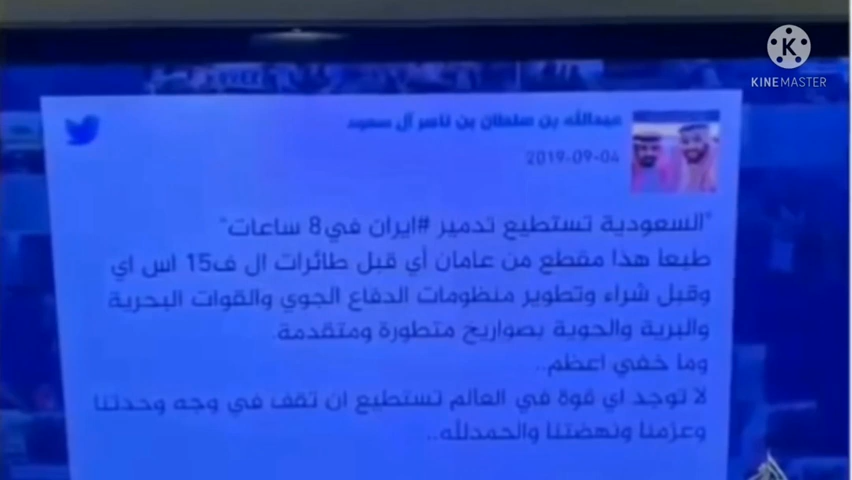 KINEMASTER
عبدالله بن سلطان بن ناصر آل سعود
2019-09-04
"السعودية تستطيع تدمير #ايران في8 ساعات"
طبعا هذا مقطع من عامان أي قبل طائرات ال ف15 اس اي
وقبل شراء وتطوير منظومات الدفاع الجوي والقوات البحرية
والبرية والجوية بصواريخ متطورة ومتقدمة.
وما خفي اعظم..
لا توجد اي قوة في العالم تستطيع ان تقف في وجه وحدتنا
وعزمنا ونهضتنا والحمدلله..